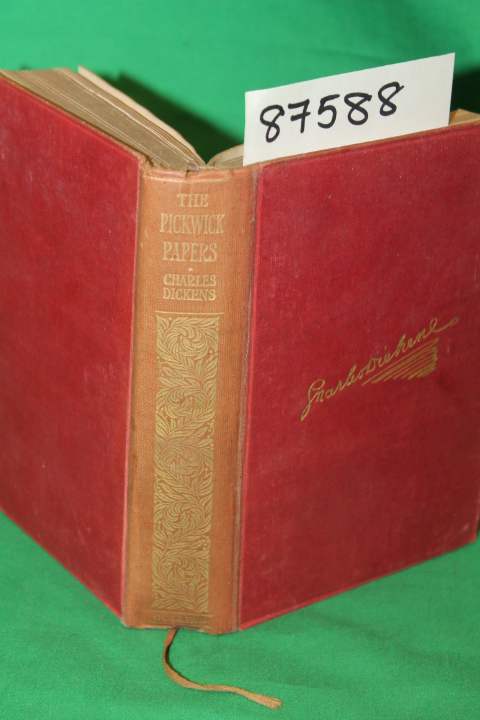 87588
THE
PICKWICK
PAPERS
CHARLES
DICKENS
Charles Dickens